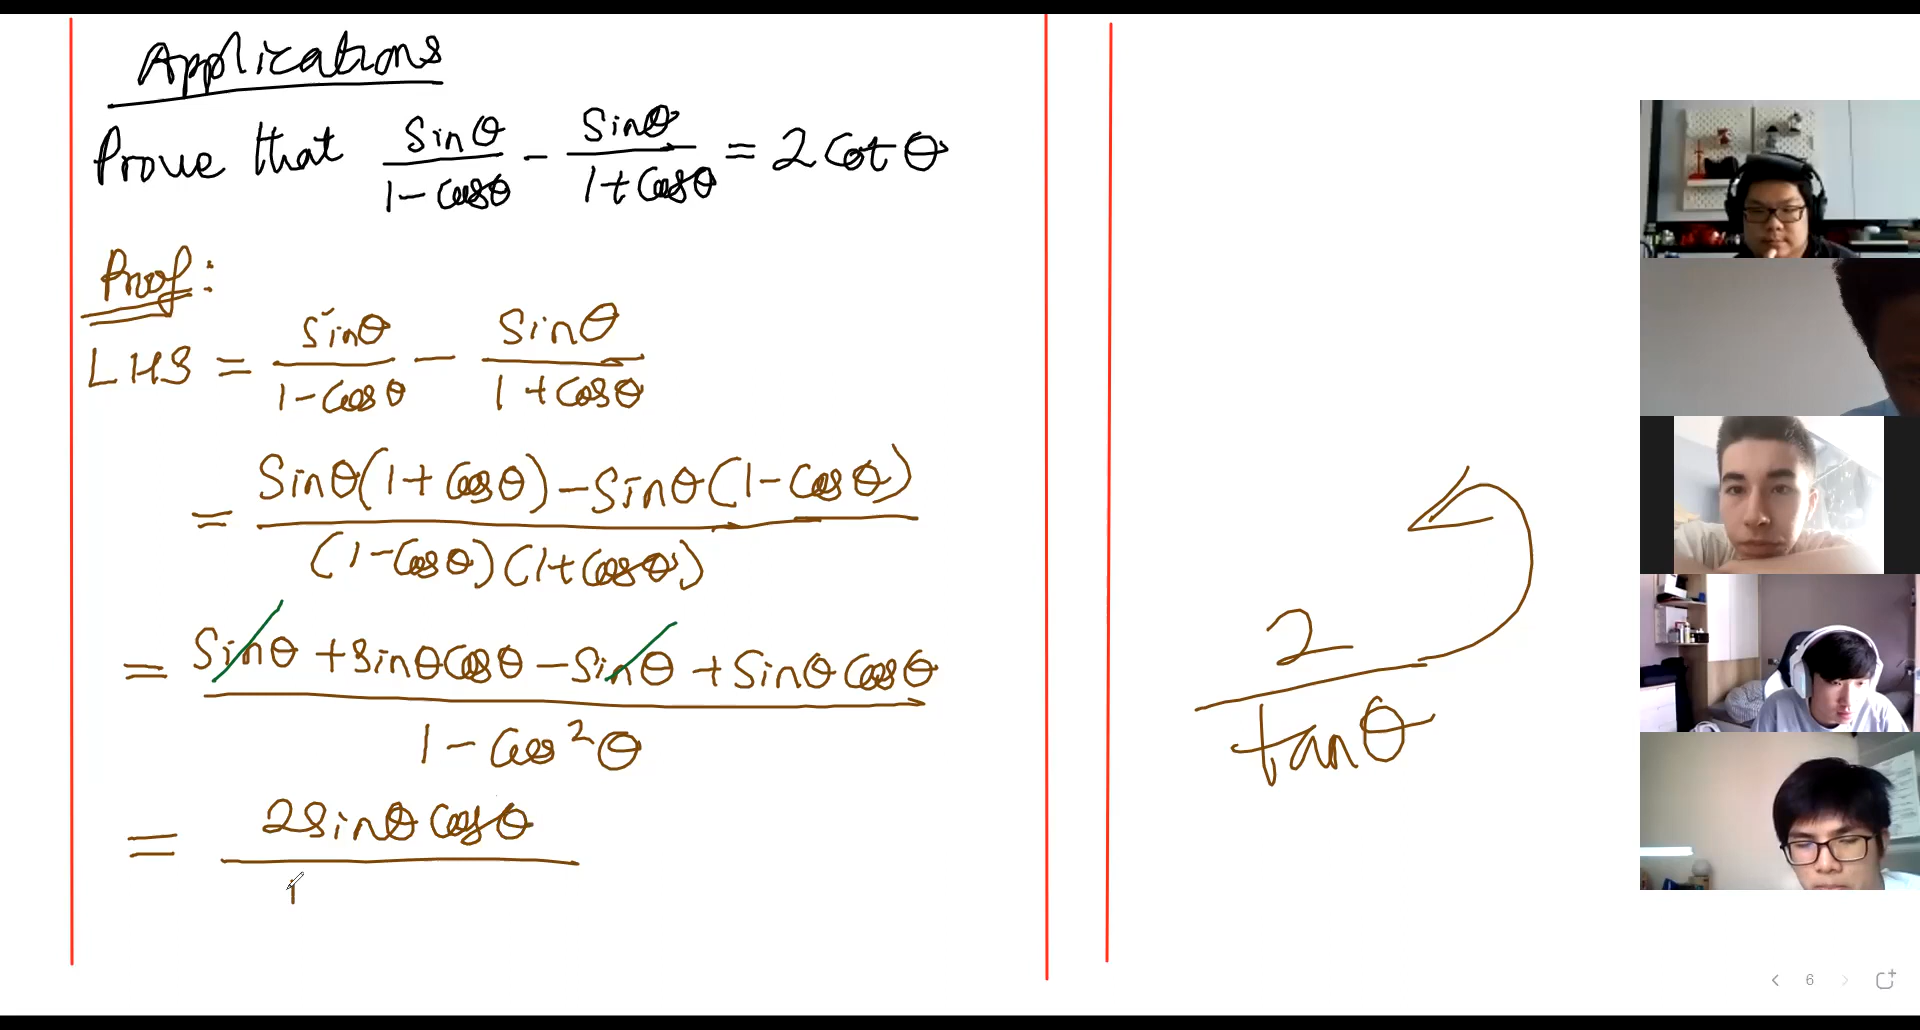 Applications
Prove that sinθ/(1-cosθ) - sinθ/(1+cosθ) = 2cotθ
Proof:
LHS = sinθ/(1-cosθ) - sinθ/(1+cosθ)
= (sinθ(1+cosθ) - sinθ(1-cosθ))/((1-cosθ)(1+cosθ))
= (sinθ + sinθcosθ - sinθ + sinθcosθ)/(1-cos²θ)
= 2sinθcosθ/1
2/tanθ
6